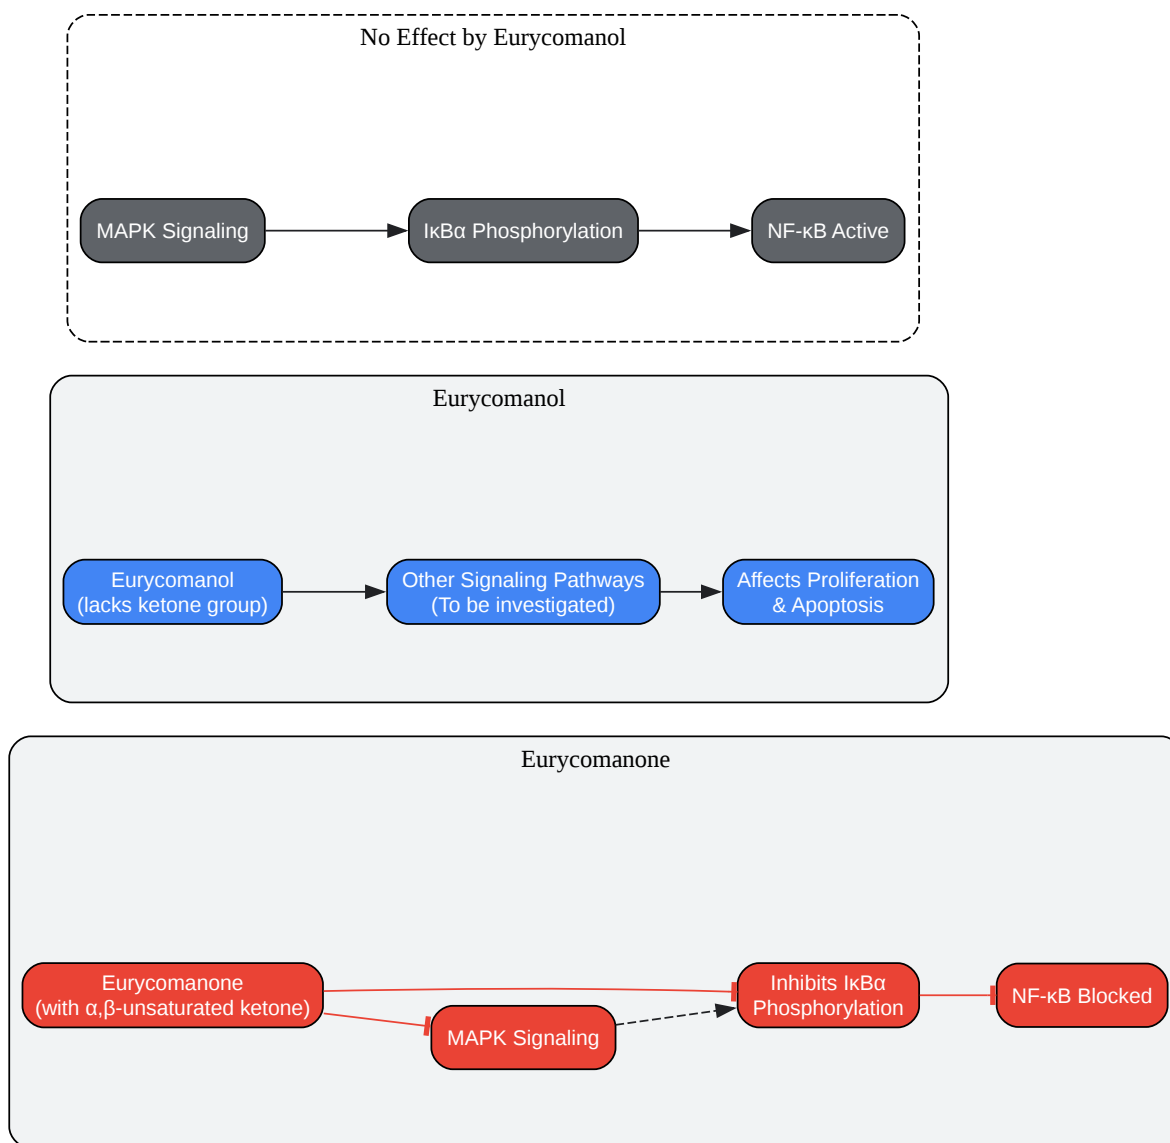 No Effect by Eurycomanol
MAPK Signaling
IκBα Phosphorylation
NF-κB Active
Eurycomanol
Eurycomanol
(lacks ketone group)
Other Signaling Pathways
(To be investigated)
Affects Proliferation
& Apoptosis
Eurycomanone
Eurycomanone
(with α,β-unsaturated ketone)
MAPK Signaling
Inhibits IκBα
Phosphorylation
NF-κB Blocked